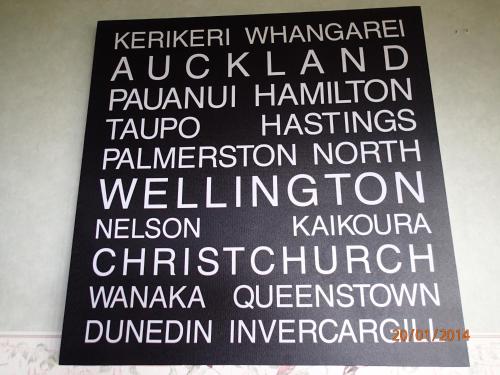 KERIKERI WHANGAREI
AUCKLAND
PAUANUI HAMILTON
TAUPO HASTINGS
PALMERSTON NORTH
WELLINGTON
NELSON KAIKOURA
CHRISTCHURCH
WANAKA QUEENSTOWN
DUNEDIN INVERCARGILL
20/01/2014